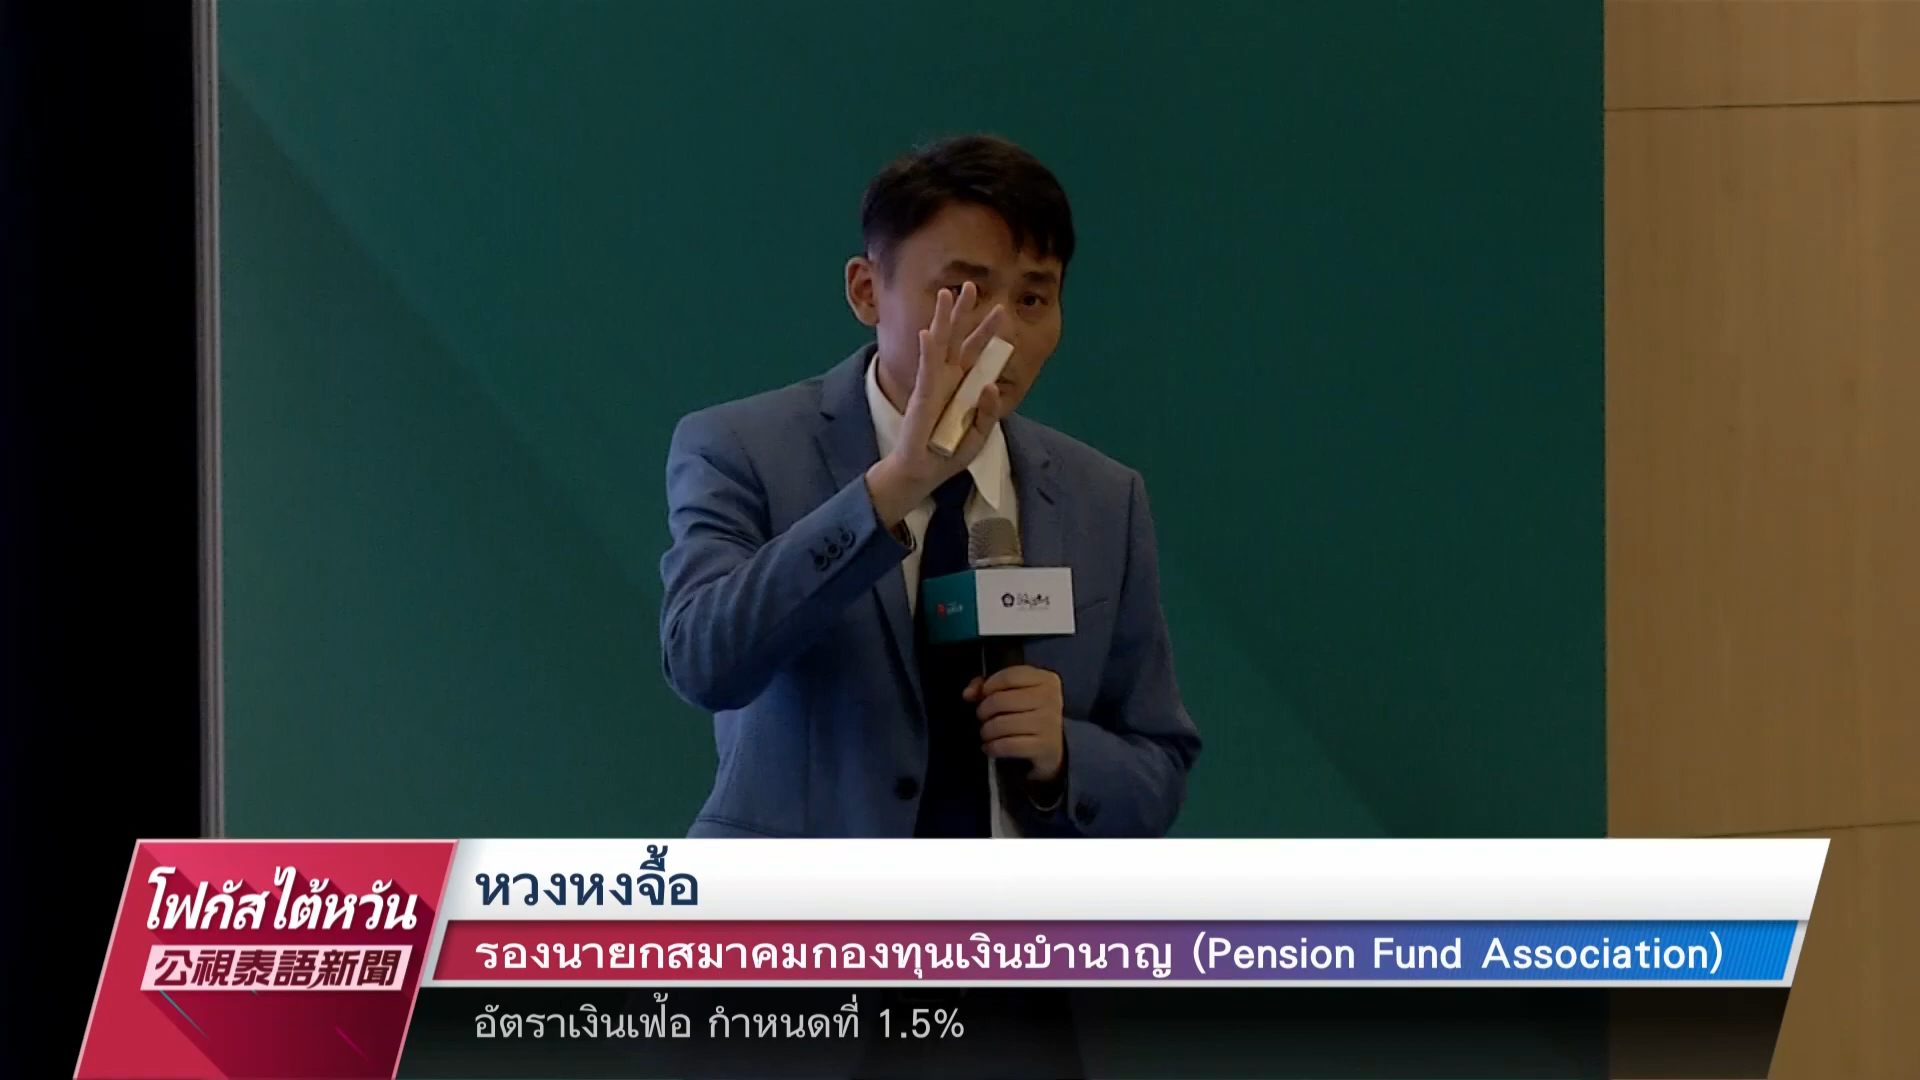 หวงหงจื้อ
โฟกัสไต้หวัน
公視泰語新聞
รองนายกสมาคมกองทุนเงินบำนาญ (Pension Fund Association)
อัตราเงินเฟ้อ กำหนดที่ 1.5%